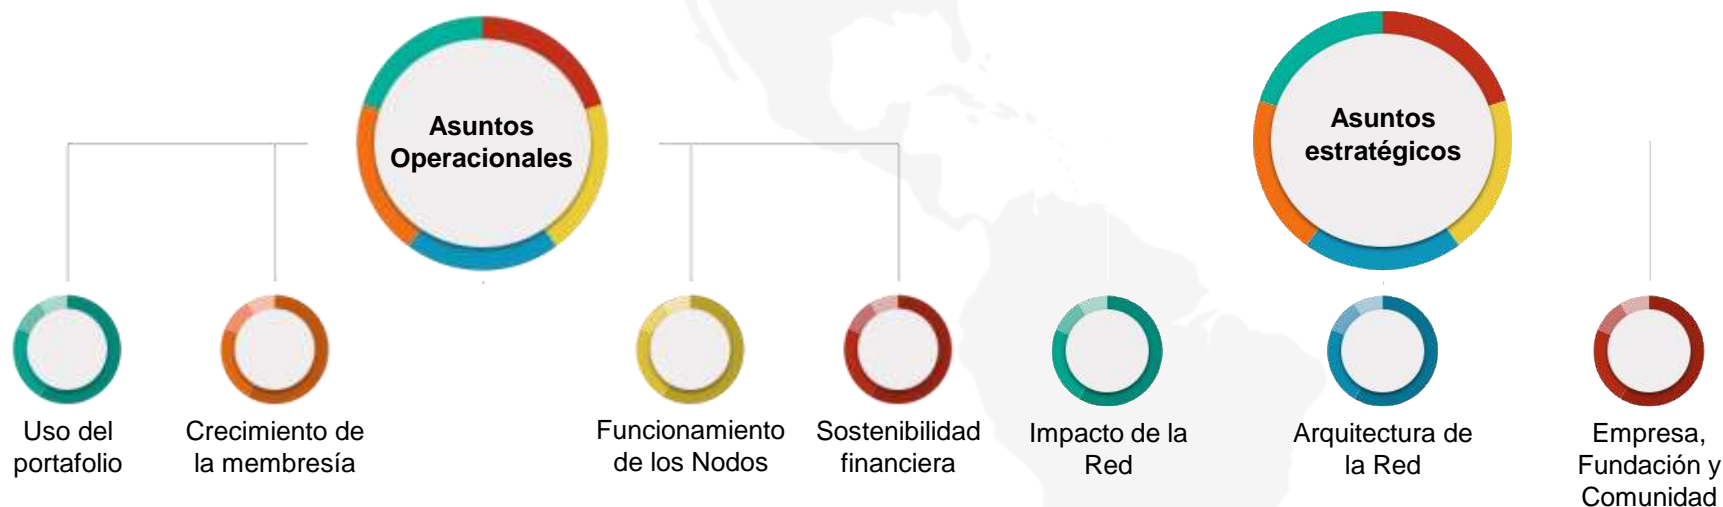 Asuntos
Operacionales
Asuntos
estratégicos
Uso del
portafolio
Crecimiento de
la membresía
Funcionamiento
de los Nodos
Sostenibilidad
financiera
Impacto de la
Red
Arquitectura de
la Red
Empresa,
Fundación y
Comunidad